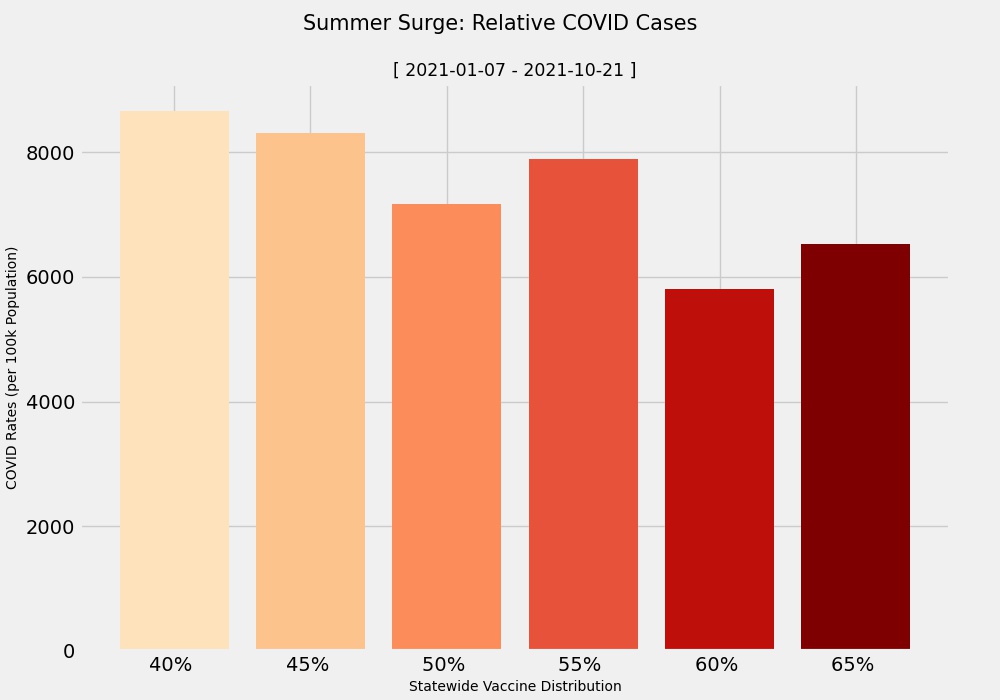 Summer Surge: Relative COVID Cases
[ 2021-01-07 - 2021-10-21 ]
8000
6000
4000
2000
0
COVID Rates (per 100k Population)
40% 45% 50% 55% 60% 65%
Statewide Vaccine Distribution